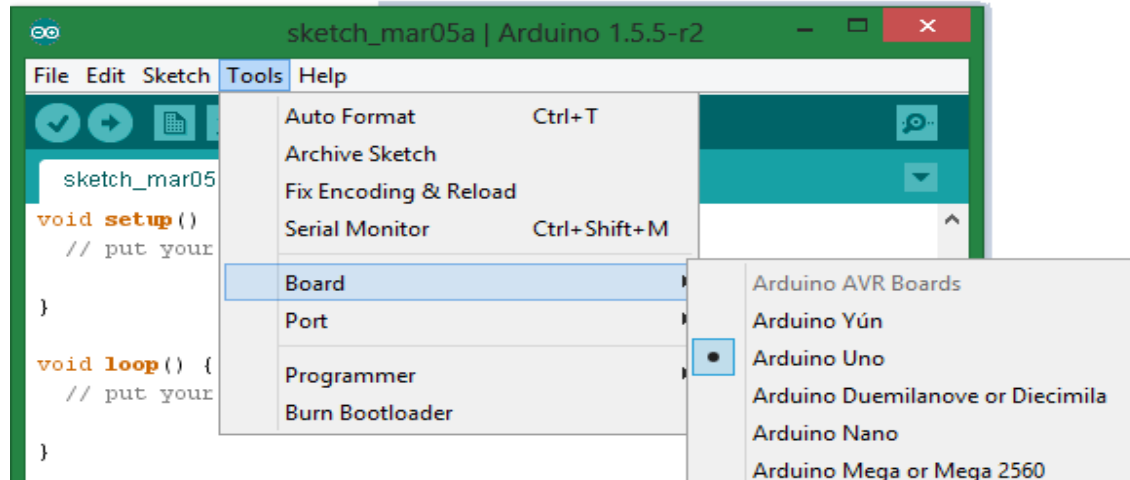 sketch_mar05a | Arduino 1.5.5-r2
File Edit Sketch Tools Help
Auto Format Ctrl+T
Archive Sketch
Fix Encoding & Reload
Serial Monitor Ctrl+Shift+M
Board
Port
Programmer
Burn Bootloader
Arduino AVR Boards
Arduino Yún
Arduino Uno
Arduino Duemilanove or Diecimila
Arduino Nano
Arduino Mega or Mega 2560
sketch_mar05
void setup()
// put your
}
void loop() {
// put your
}